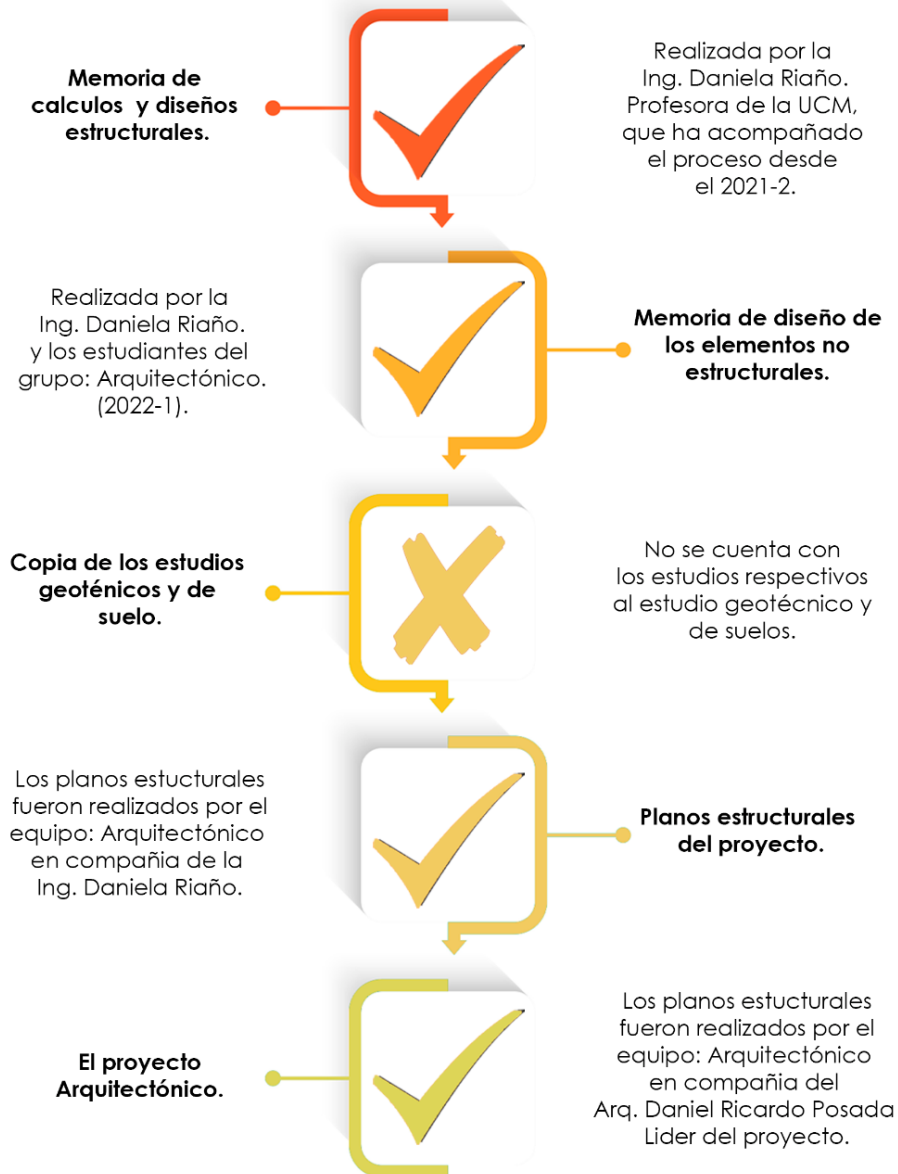 Memoria de
calculos y diseños
estructurales.
Realizada por la
Ing. Daniela Riaño.
Profesora de la UCM,
que ha acompañado
el proceso desde
el 2021-2.
Realizada por la
Ing. Daniela Riaño.
y los estudiantes del
grupo: Arquitectónico.
(2022-1).
Memoria de diseño de
los elementos no
estructurales.
Copia de los estudios
geoténicos y de
suelo.
No se cuenta con
los estudios respectivos
al estudio geotécnico y
de suelos.
Los planos estucturales
fueron realizados por el
equipo: Arquitectónico
en compañia de la
Ing. Daniela Riaño.
Planos estructurales
del proyecto.
El proyecto
Arquitectónico.
Los planos estucturales
fueron realizados por el
equipo: Arquitectónico
en compañia del
Arq. Daniel Ricardo Posada
Lider del proyecto.